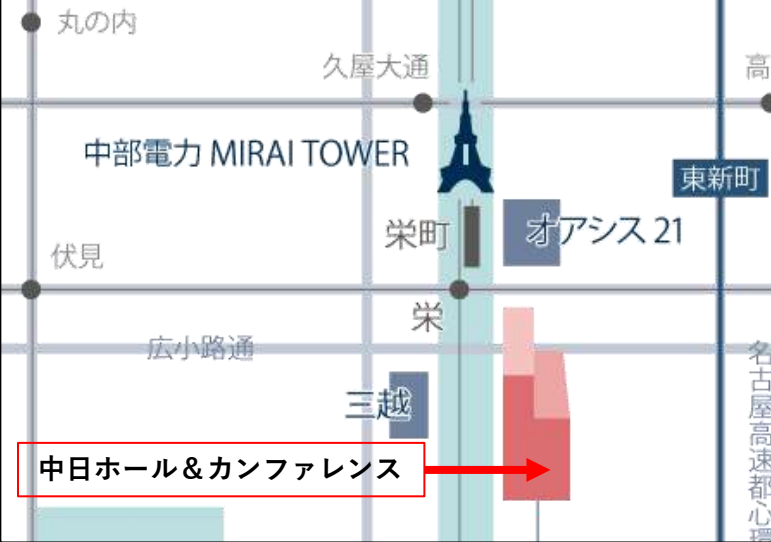 丸の内
久屋大通
高
中部電力 MIRAI TOWER
東新町
栄町
オアシス 21
伏見
栄
広小路通
三越
中日ホール＆カンファレンス
名古屋高速都心環